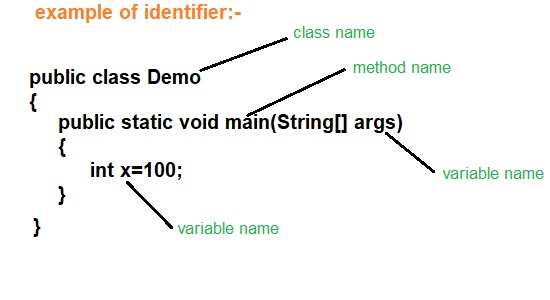 example of identifier:-
class name
public class Demo
method name
{
public static void main(String[] args)
{
int x=100;
variable name
}
}
variable name